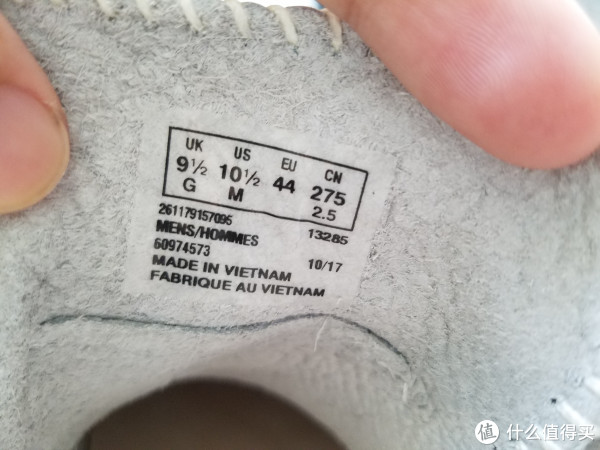 UK US EU CN
9½ 10½ 44 275
G M 2.5
261179157095 13285
MENS/HOMMES
60974573 10/17
MADE IN VIETNAM
FABRIQUE AU VIETNAM
值 什么值得买